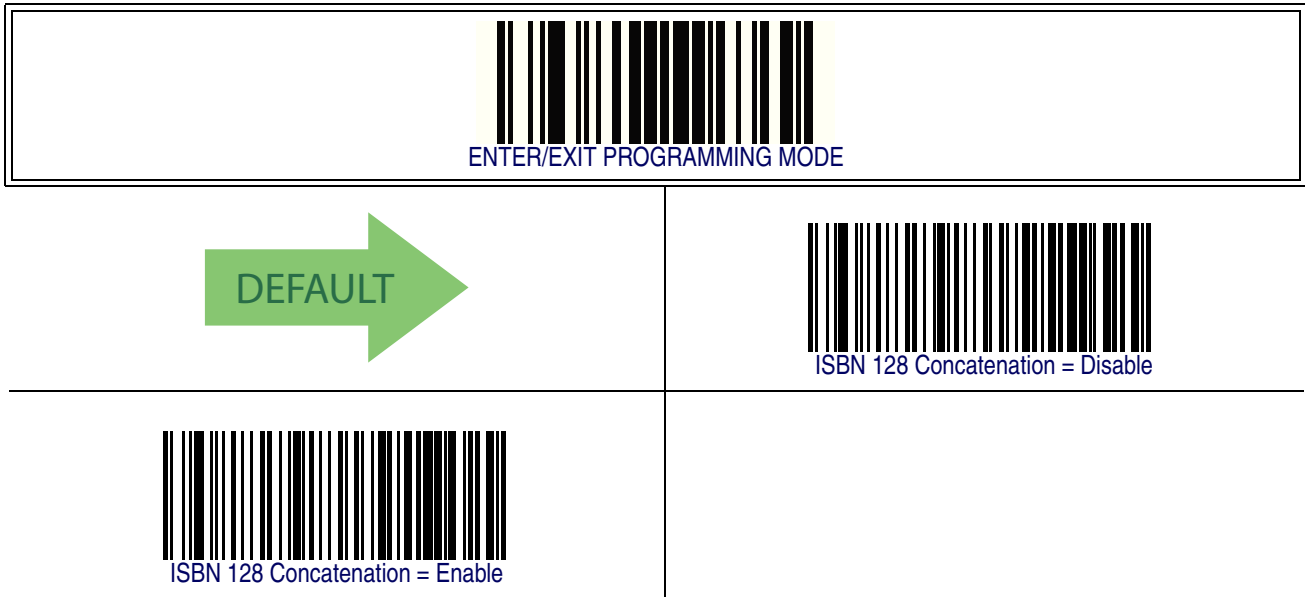 ENTER/EXIT PROGRAMMING MODE
DEFAULT
ISBN 128 Concatenation = Disable
ISBN 128 Concatenation = Enable